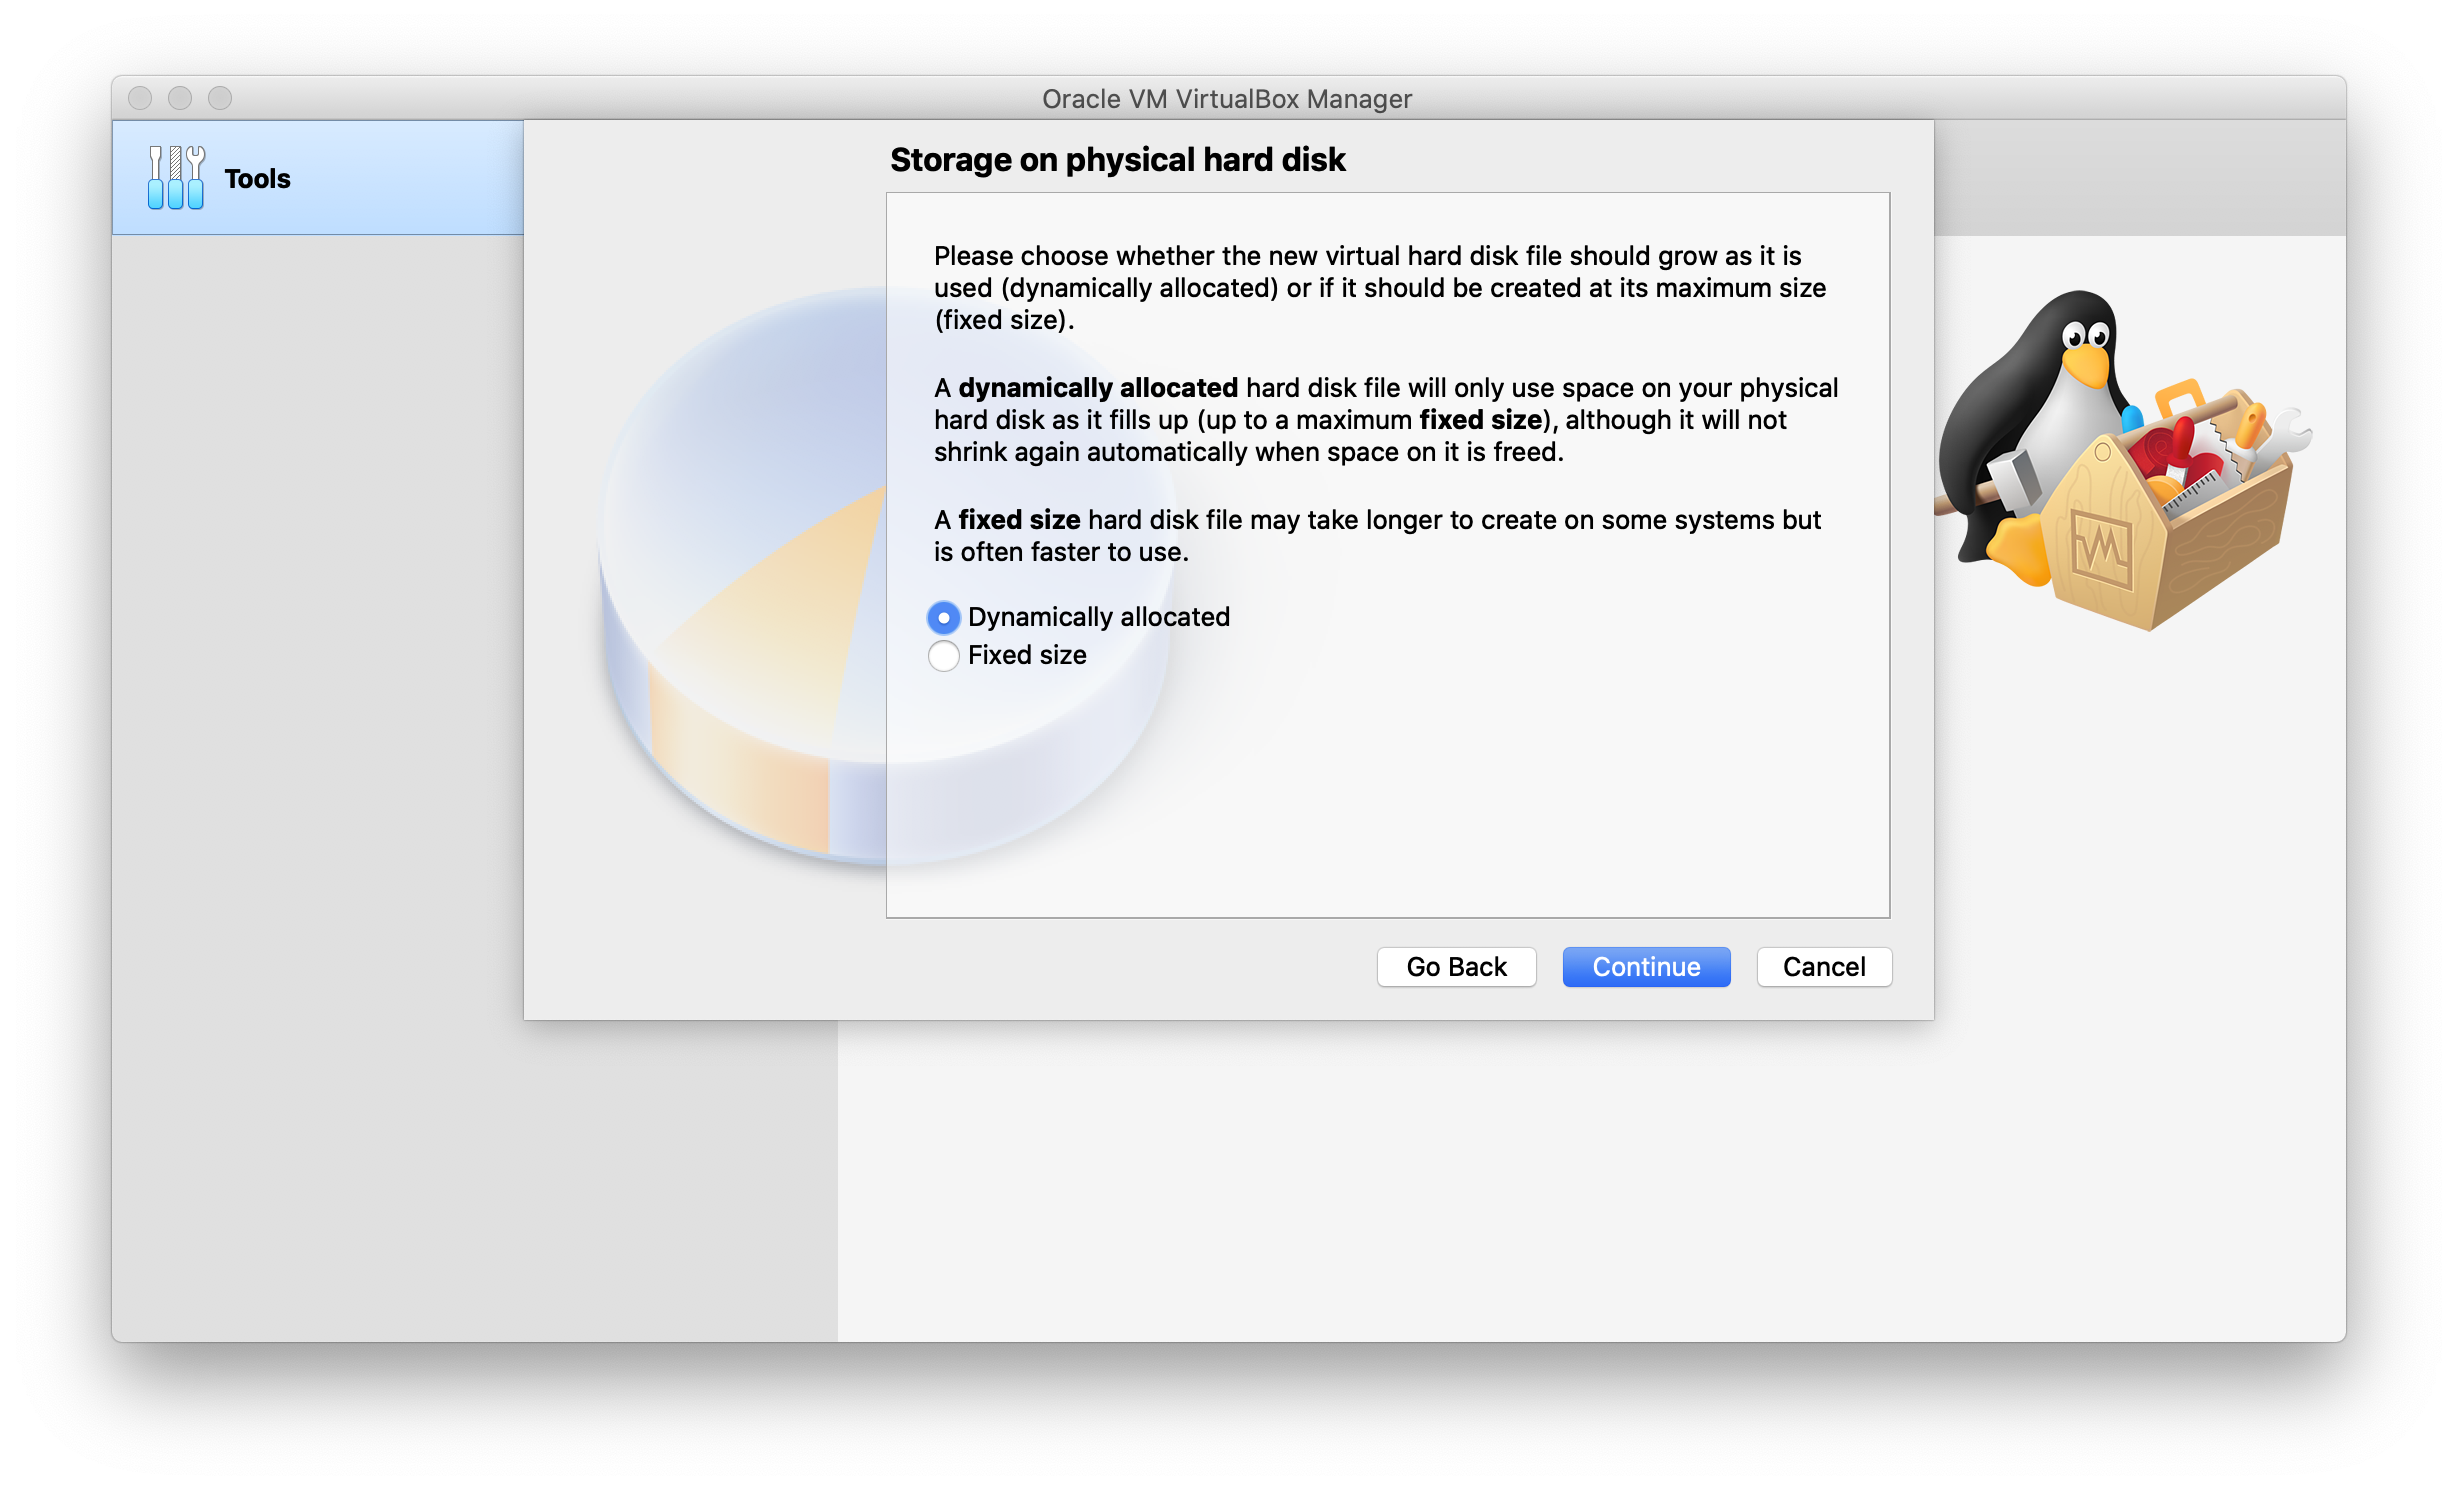 Oracle VM VirtualBox Manager
Tools
Storage on physical hard disk
Please choose whether the new virtual hard disk file should grow as it is
used (dynamically allocated) or if it should be created at its maximum size
(fixed size).
A dynamically allocated hard disk file will only use space on your physical
hard disk as it fills up (up to a maximum fixed size), although it will not
shrink again automatically when space on it is freed.
A fixed size hard disk file may take longer to create on some systems but
is often faster to use.
Dynamically allocated
Fixed size
Go Back
Continue
Cancel